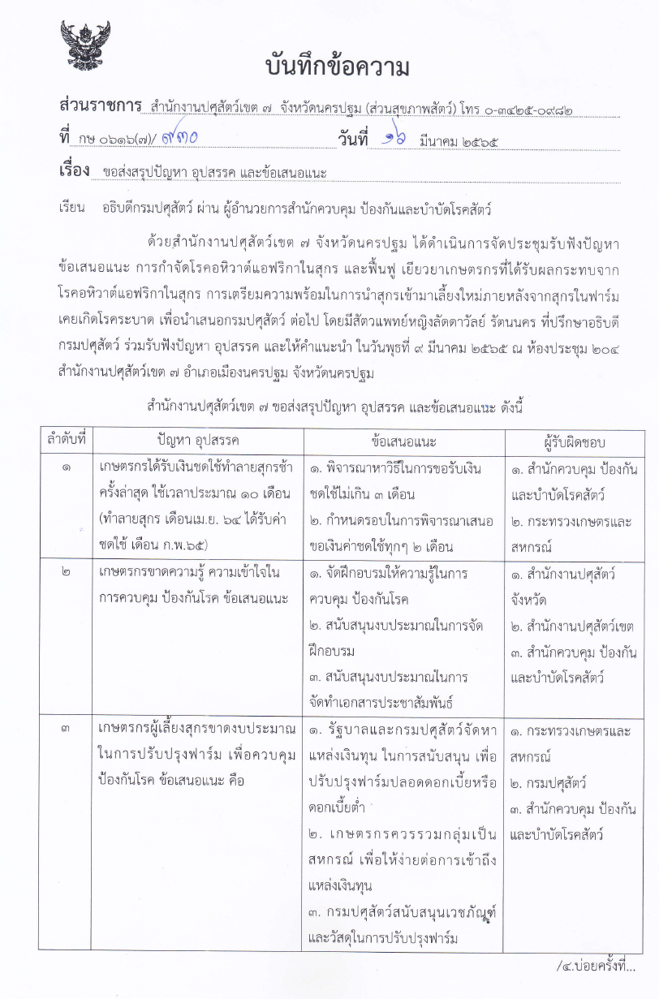 บันทึกข้อความ
ส่วนราชการ สำนักงานปศุสัตว์เขต ๗ จังหวัดนครปฐม (ส่วนสุขภาพสัตว์) โทร ๐-๓๔๒๕-๐๙๘๒
ที่ กษ ๐๖๑๖(๗)/ ๙๓๐ วันที่ ๑๖ มีนาคม ๒๕๖๕
เรื่อง ขอส่งสรุปปัญหา อุปสรรค และข้อเสนอแนะ
เรียน อธิบดีกรมปศุสัตว์ ผ่าน ผู้อำนวยการสำนักควบคุม ป้องกันและบำบัดโรคสัตว์
ด้วยสำนักงานปศุสัตว์เขต ๗ จังหวัดนครปฐม ได้ดำเนินการจัดประชุมรับฟังปัญหา
ข้อเสนอแนะ การกำจัดโรคอหิวาต์แอฟริกาในสุกร และฟื้นฟู เยียวยาเกษตรกรที่ได้รับผลกระทบจาก
โรคอหิวาต์แอฟริกาในสุกร การเตรียมความพร้อมในการนำสุกรเข้ามาเลี้ยงใหม่ภายหลังจากสุกรในฟาร์ม
เคยเกิดโรคระบาด เพื่อนำเสนอกรมปศุสัตว์ ต่อไป โดยมีสัตวแพทย์หญิงลัดดาวัลย์ รัตนนคร ที่ปรึกษาอธิบดี
กรมปศุสัตว์ ร่วมรับฟังปัญหา อุปสรรค และให้คำแนะนำ ในวันพุธที่ ๙ มีนาคม ๒๕๖๕ ณ ห้องประชุม ๒๐๔
สำนักงานปศุสัตว์เขต ๗ อำเภอเมืองนครปฐม จังหวัดนครปฐม
สำนักงานปศุสัตว์เขต ๗ ขอส่งสรุปปัญหา อุปสรรค และข้อเสนอแนะ ดังนี้
ลำดับที่ ปัญหา อุปสรรค ข้อเสนอแนะ ผู้รับผิดชอบ
๑
เกษตรกรได้รับเงินชดใช้ทำลายสุกรช้า
ครั้งล่าสุด ใช้เวลาประมาณ ๑๐ เดือน
(ทำลายสุกร เดือนเม.ย. ๖๔ ได้รับค่า
ชดใช้ เดือน ก.พ.๖๕)
๑. พิจารณาหาวิธีในการขอรับเงิน
ชดใช้ไม่เกิน ๓ เดือน
๒. กำหนดรอบในการพิจารณาเสนอ
ขอเงินค่าชดใช้ทุกๆ ๒ เดือน
๑. สำนักควบคุม ป้องกัน
และบำบัดโรคสัตว์
๒. กระทรวงเกษตรและ
สหกรณ์
๒
เกษตรกรขาดความรู้ ความเข้าใจใน
การควบคุม ป้องกันโรค ข้อเสนอแนะ
๑. จัดฝึกอบรมให้ความรู้ในการ
ควบคุม ป้องกันโรค
๒. สนับสนุนงบประมาณในการจัด
ฝึกอบรม
๓. สนับสนุนงบประมาณในการ
จัดทำเอกสารประชาสัมพันธ์
๑. สำนักงานปศุสัตว์
จังหวัด
๒. สำนักงานปศุสัตว์เขต
๓. สำนักควบคุม ป้องกัน
และบำบัดโรคสัตว์
๓
เกษตรกรผู้เลี้ยงสุกรขาดงบประมาณ
ในการปรับปรุงฟาร์ม เพื่อควบคุม
ป้องกันโรค ข้อเสนอแนะ คือ
๑. รัฐบาลและกรมปศุสัตว์จัดหา
แหล่งเงินทุน ในการสนับสนุน เพื่อ
ปรับปรุงฟาร์มปลอดดอกเบี้ยหรือ
ดอกเบี้ยต่ำ
๒. เกษตรกรควรรวมกลุ่มเป็น
สหกรณ์ เพื่อให้ง่ายต่อการเข้าถึง
แหล่งเงินทุน
๓. กรมปศุสัตว์สนับสนุนเวชภัณฑ์
และวัสดุในการปรับปรุงฟาร์ม
๑. กระทรวงเกษตรและ
สหกรณ์
๒. กรมปศุสัตว์
๓. สำนักควบคุม ป้องกัน
และบำบัดโรคสัตว์
/๔.บ่อยครั้งที่...